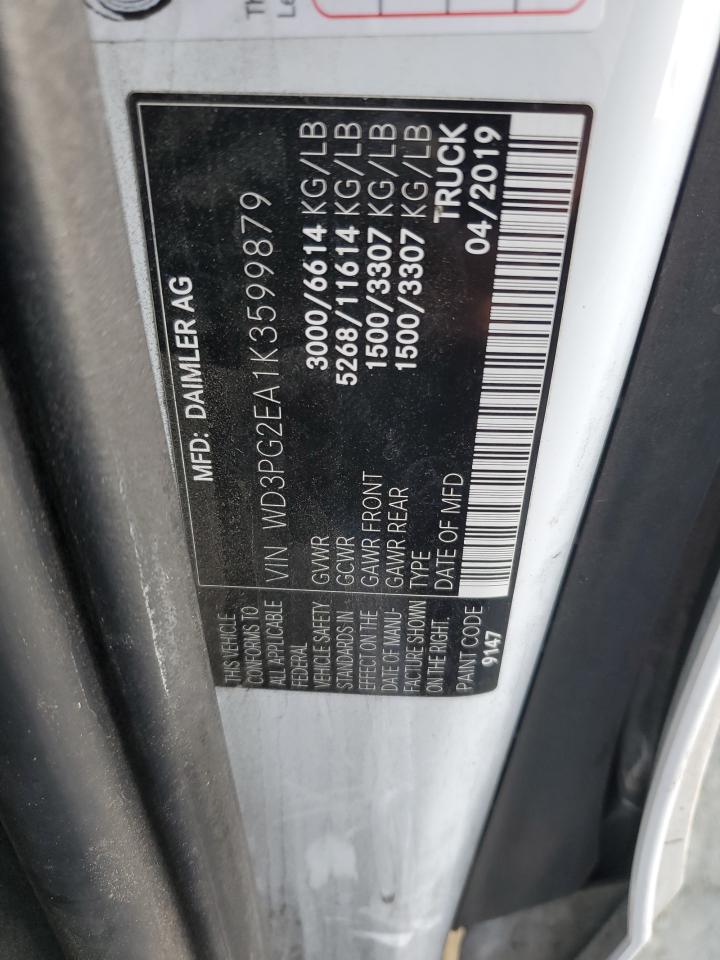 Th
Le
MFD: DAIMLER AG
VIN WD3PG2EA1K3599879
THIS VEHICLE
CONFORMS TO
ALL APPLICABLE
FEDERAL
VEHICLE SAFETY
STANDARDS IN
EFFECT ON THE
DATE OF MANU-
FACTURE SHOWN
ON THE RIGHT.
GVWR 3000/6614 KG/LB
GCWR 5268/11614 KG/LB
GAWR FRONT 1500/3307 KG/LB
GAWR REAR 1500/3307 KG/LB
TYPE TRUCK
DATE OF MFD 04/2019
PAINT CODE
9147